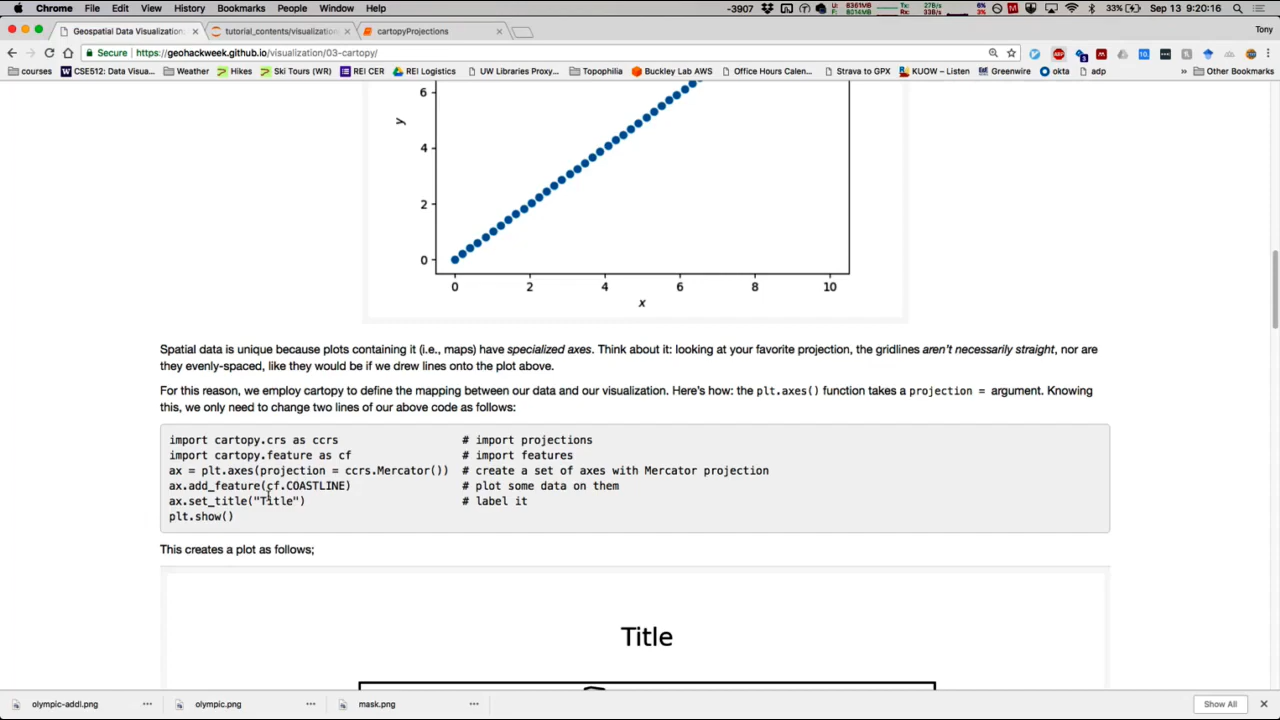 Chrome File Edit View History Bookmarks People Window Help -3907 33% Sep 13 9:20:16
Geospatial Data Visualization: tutorial_contents/visualization cartopyProjections Tony
Secure https://geohackweek.github.io/visualization/03-cartopy/
courses CSE512: Data Visua... Weather Hikes Ski Tours (WR) REI CER REI Logistics UW Libraries Proxy... Topophilia Buckley Lab AWS Office Hours Calen... Strava to GPX KUOW – Listen Greenwire okta adp » Other Bookmarks
6
y
4
2
0
0 2 4 6 8 10
x
Spatial data is unique because plots containing it (i.e., maps) have specialized axes. Think about it: looking at your favorite projection, the gridlines aren't necessarily straight, nor are
they evenly-spaced, like they would be if we drew lines onto the plot above.
For this reason, we employ cartopy to define the mapping between our data and our visualization. Here's how: the plt.axes() function takes a projection = argument. Knowing
this, we only need to change two lines of our above code as follows:
import cartopy.crs as ccrs # import projections
import cartopy.feature as cf # import features
ax = plt.axes(projection = ccrs.Mercator()) # create a set of axes with Mercator projection
ax.add_feature(cf.COASTLINE) # plot some data on them
ax.set_title("Title") # label it
plt.show()
This creates a plot as follows;
Title
olympic-addl.png ... olympic.png ... mask.png ... Show All